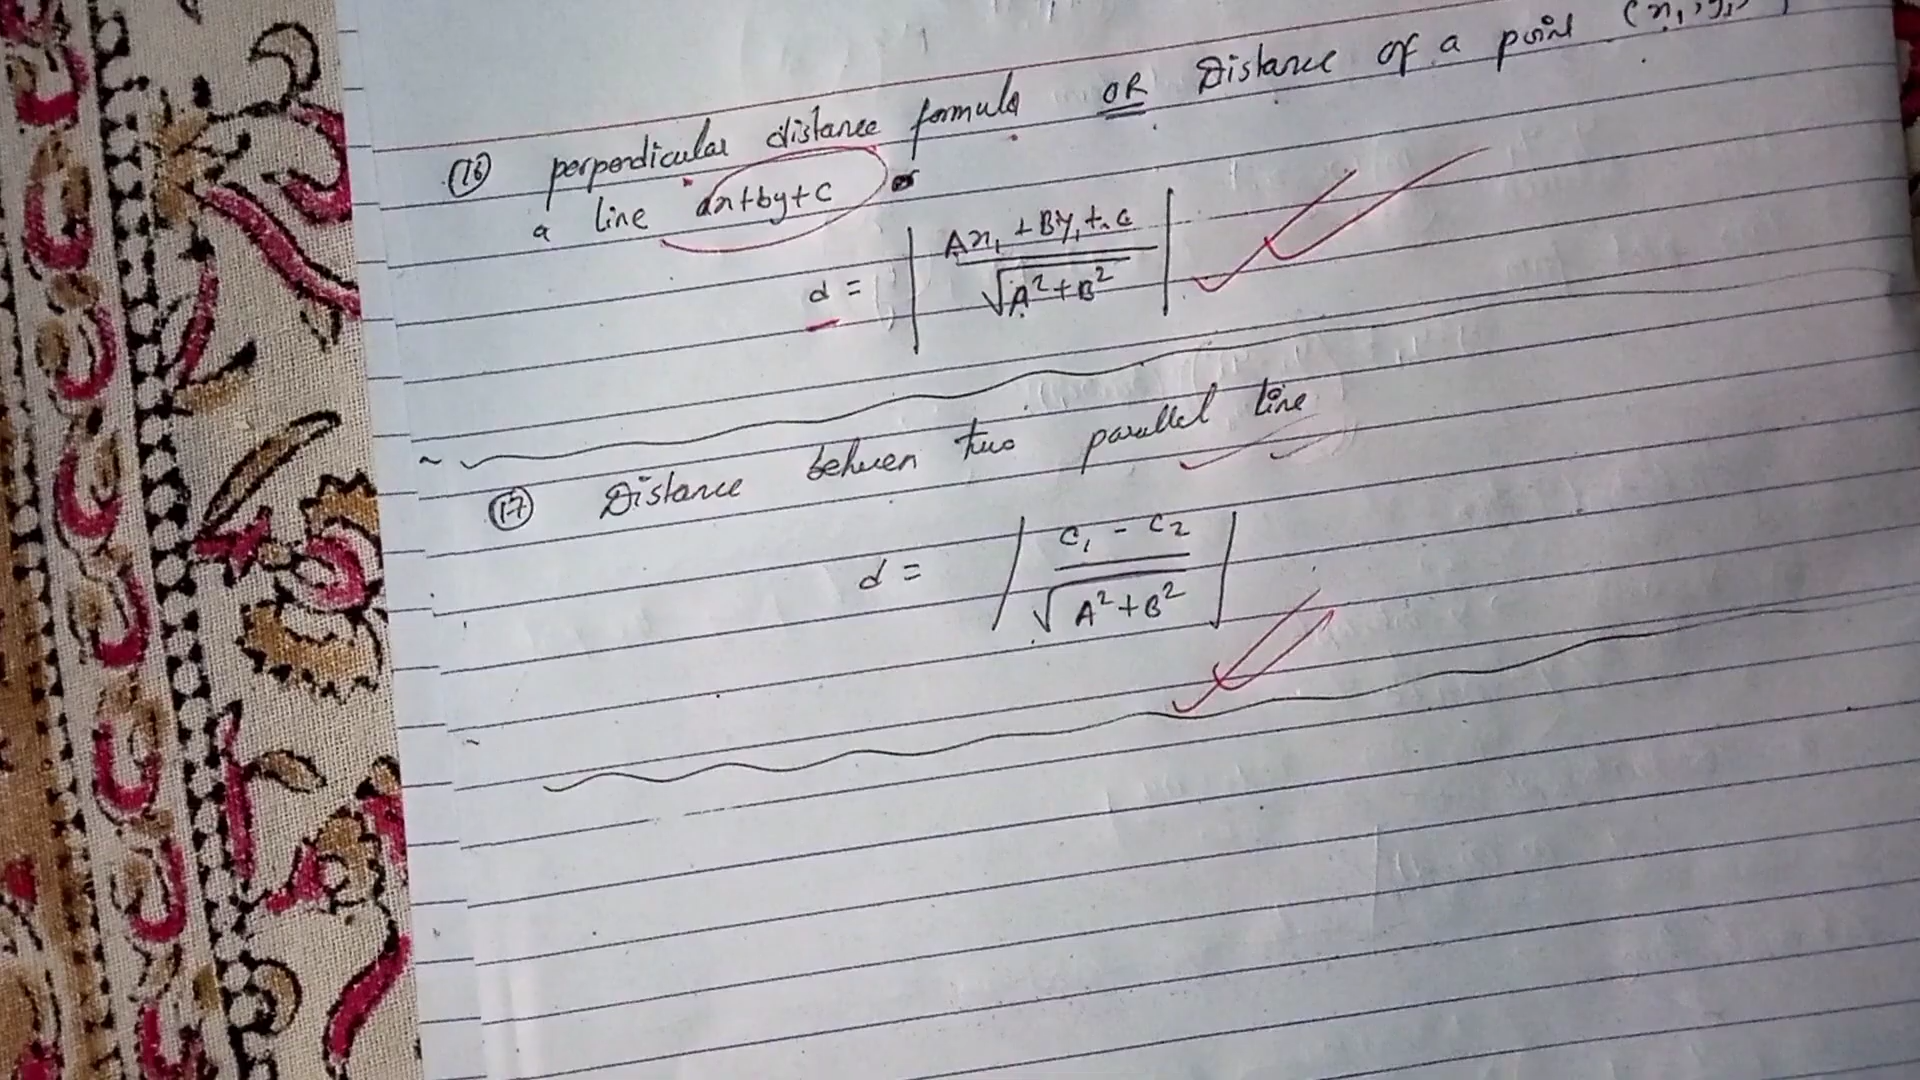 (16) perpendicular distance formula OR Distance of a point (x₁,y₁)
a line ax+by+c
d = | Ax₁ + By₁ + c / √A²+B² |
(17) Distance between two parallel line
d = | c₁ - c₂ / √A²+B² |